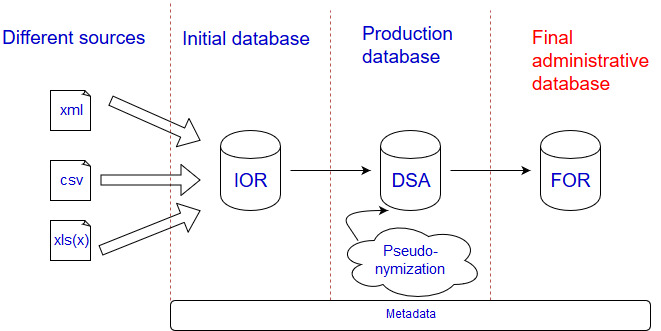 Different sources
Initial database
Production
database
Final
administrative
database
xml
csv
xls(x)
IOR
DSA
FOR
Pseudo-
nymization
Metadata